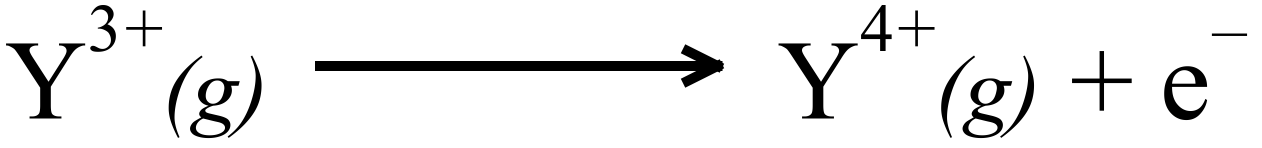 Y³⁺(g) ⟶ Y⁴⁺(g) + e⁻